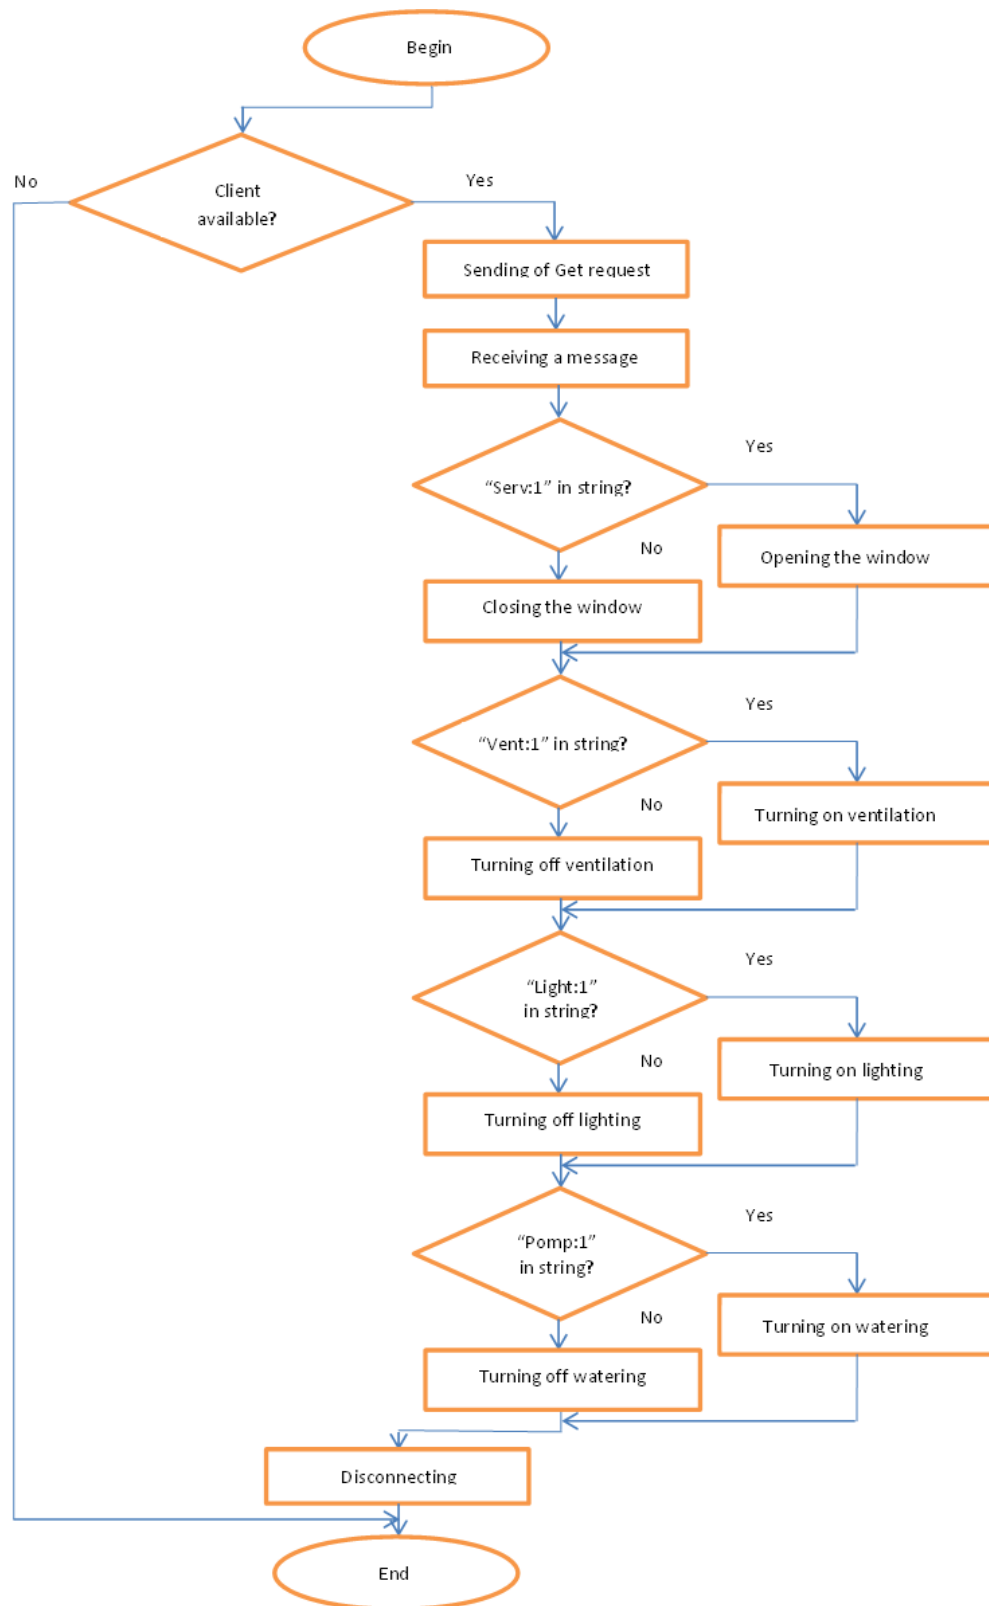 Begin
No
Yes
Client
available?
Sending of Get request
Receiving a message
Yes
“Serv:1” in string?
No
Opening the window
Closing the window
Yes
“Vent:1” in string?
No
Turning on ventilation
Turning off ventilation
Yes
“Light:1”
in string?
No
Turning on lighting
Turning off lighting
Yes
“Pomp:1”
in string?
No
Turning on watering
Turning off watering
Disconnecting
End